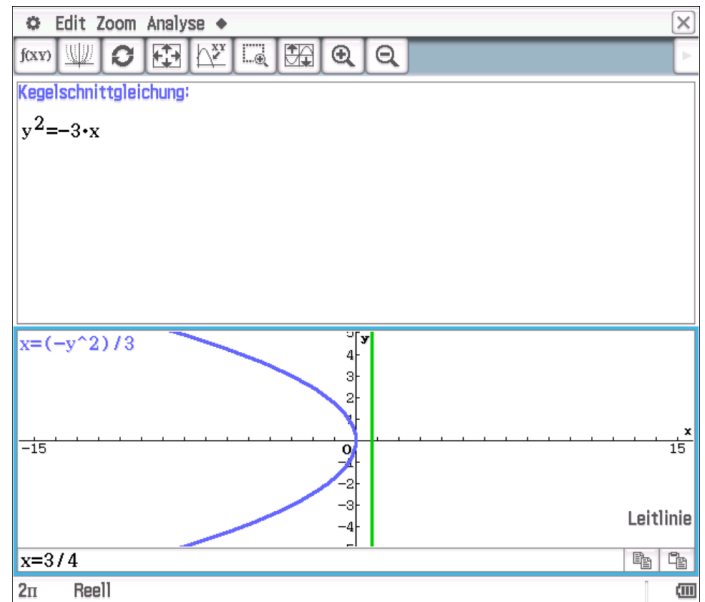 Edit Zoom Analyse
f(XY)
XY
Kegelschnittgleichung:
y²=-3·x
x=(-y^2)/3
y
4
3
2
1
x
-15
O
15
-1
-2
-3
-4
Leitlinie
x=3/4
2π Reell